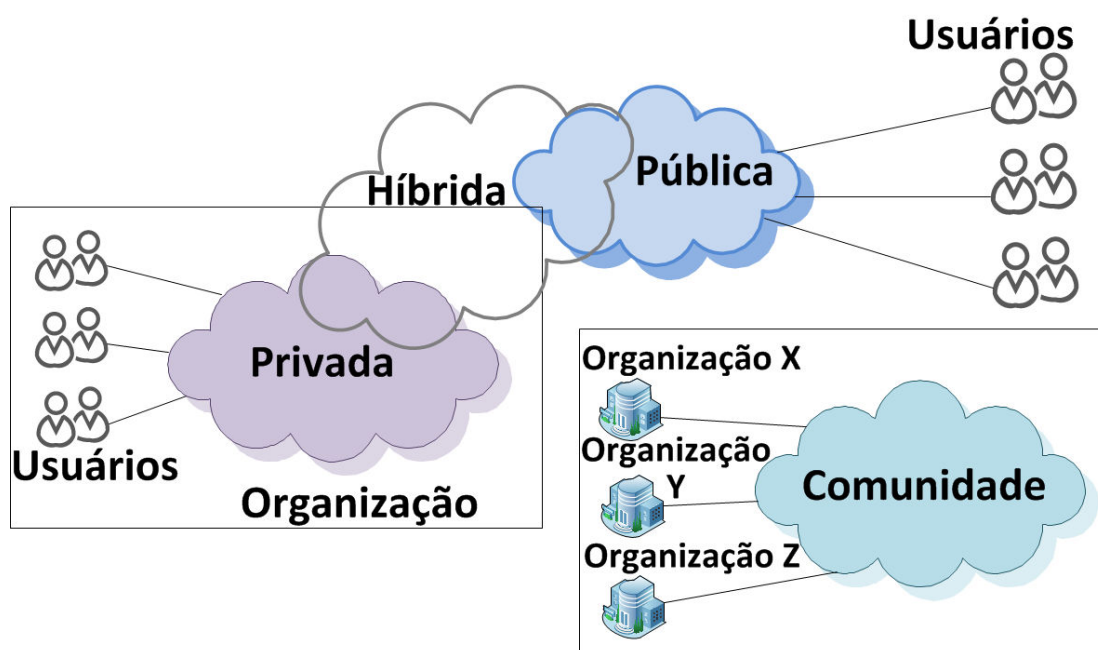 Usuários
Híbrida
Pública
Privada
Usuários
Organização
Organização X
Organização
Y
Organização Z
Comunidade